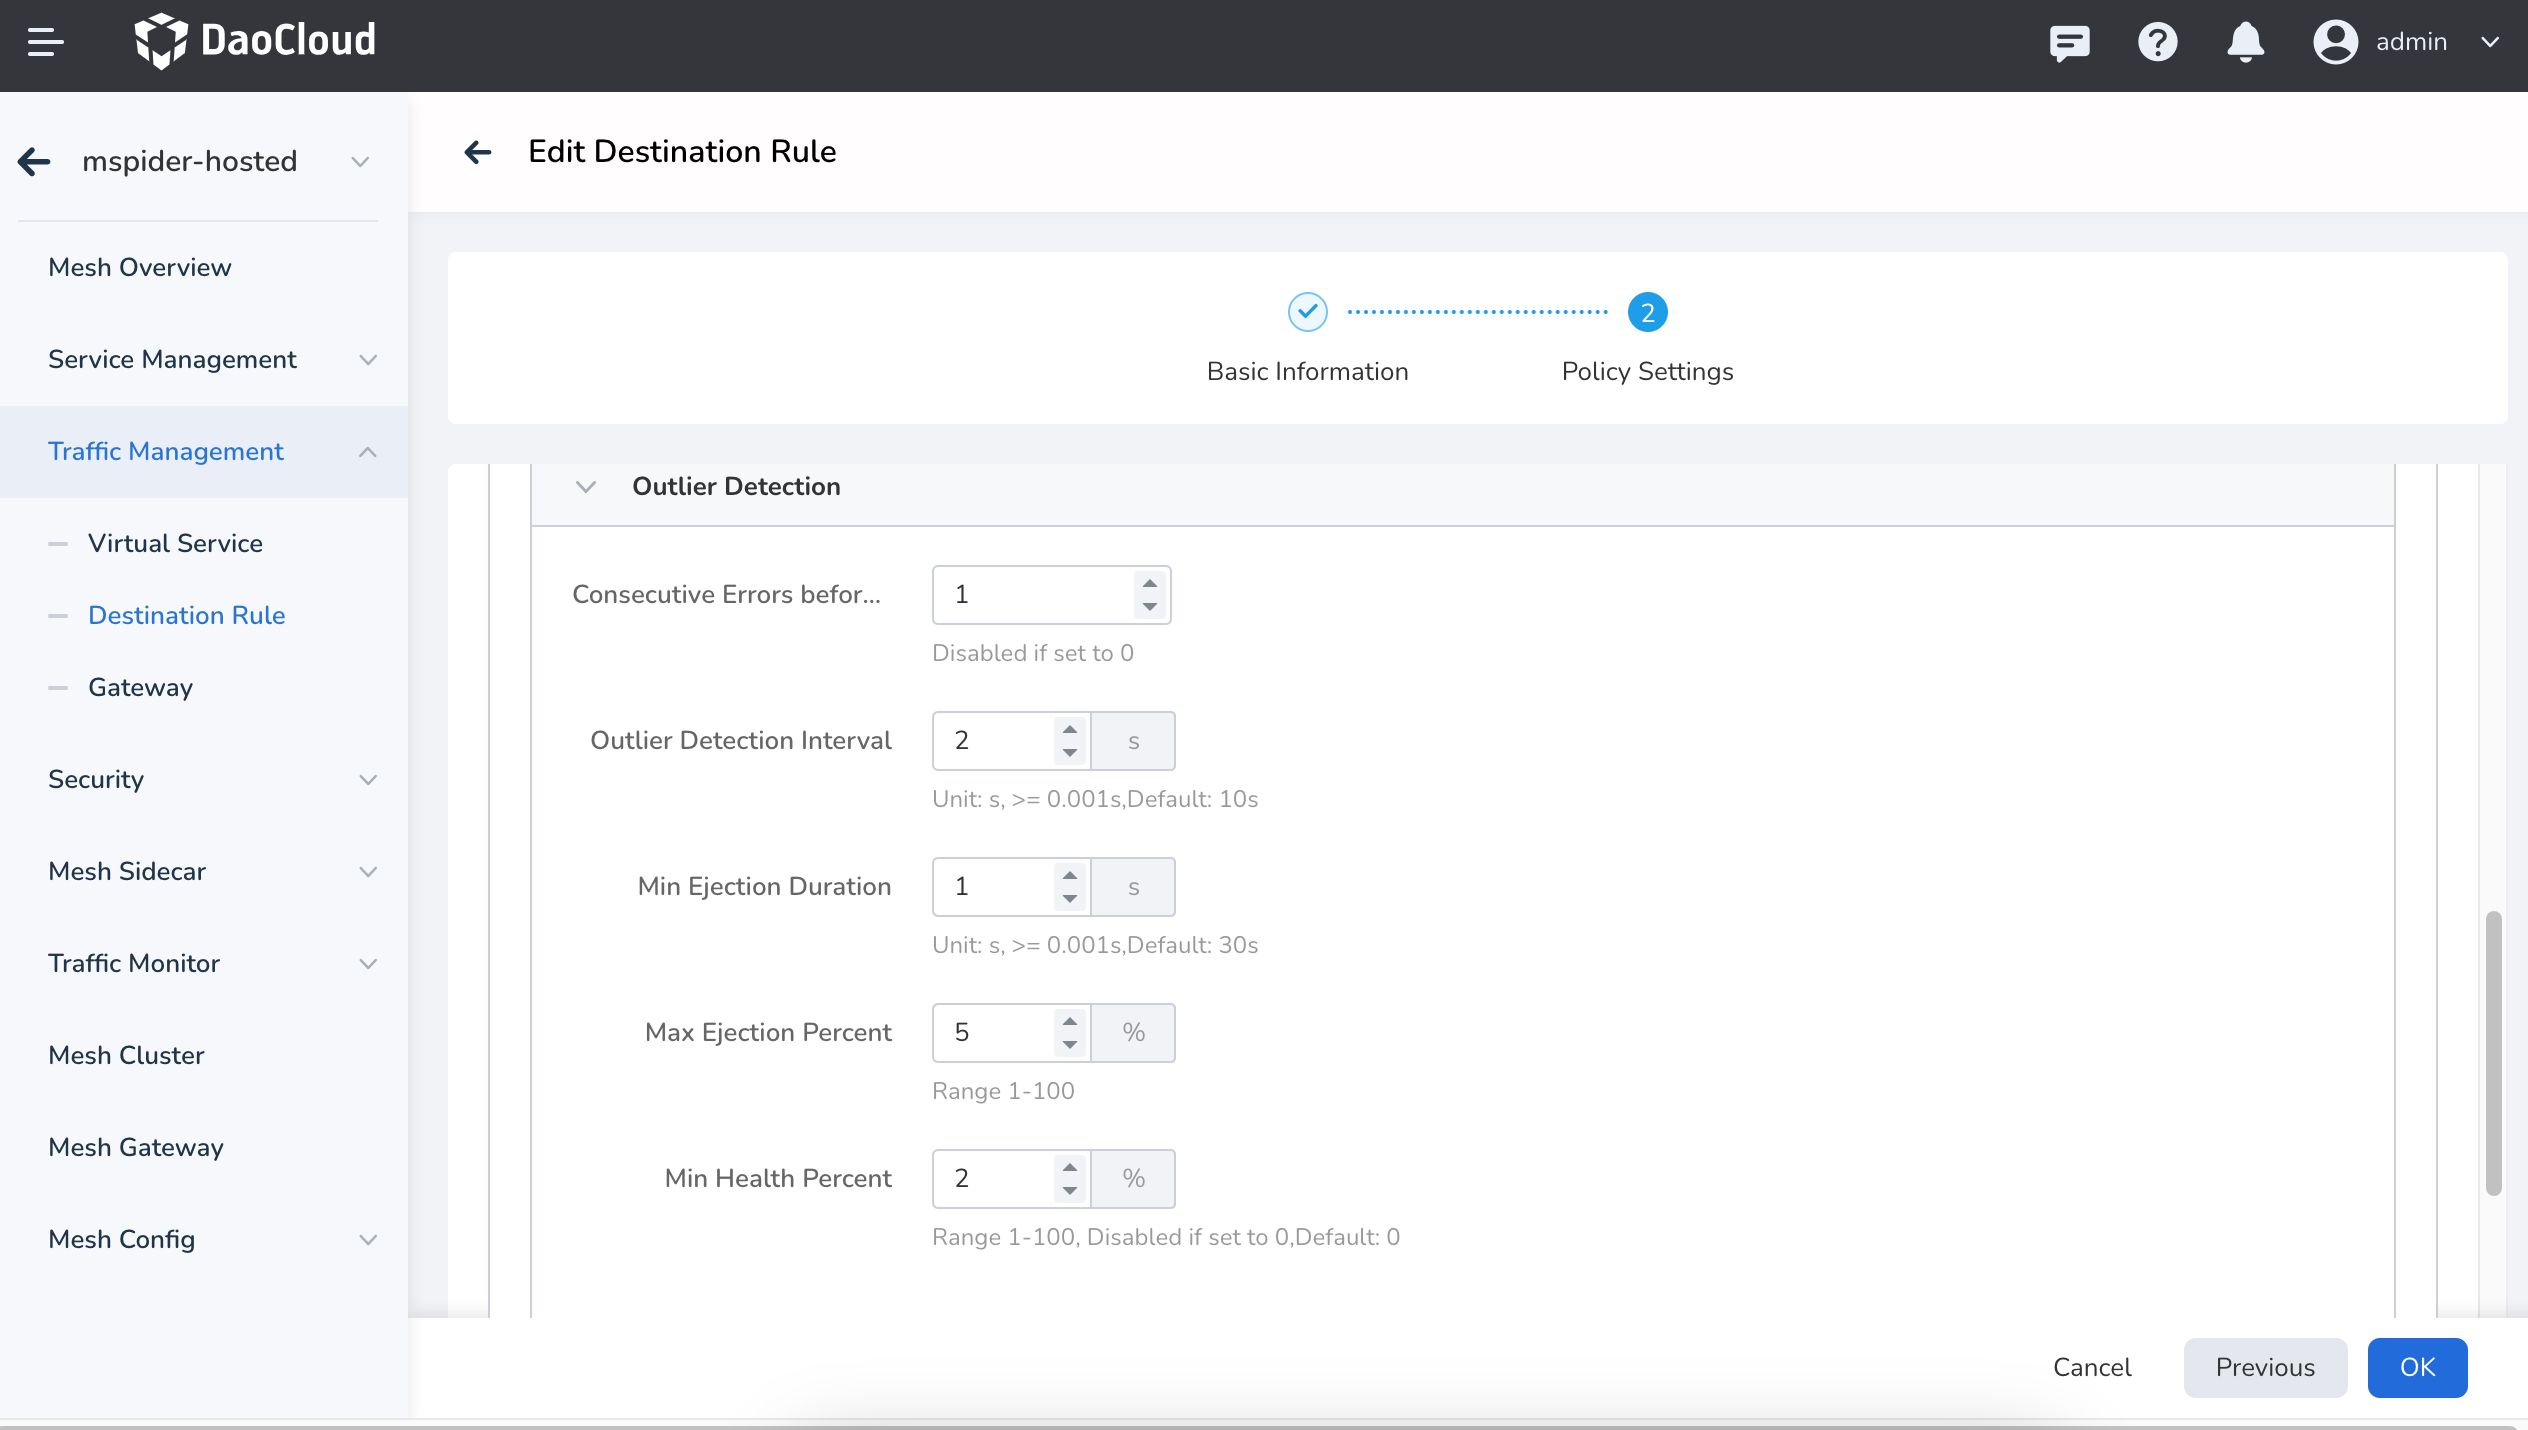 DaoCloud
admin
mspider-hosted
Mesh Overview
Service Management
Traffic Management
Virtual Service
Destination Rule
Gateway
Security
Mesh Sidecar
Traffic Monitor
Mesh Cluster
Mesh Gateway
Mesh Config
Edit Destination Rule
2
Basic Information
Policy Settings
Outlier Detection
Consecutive Errors befor... 1
Disabled if set to 0
Outlier Detection Interval 2 s
Unit: s, >= 0.001s,Default: 10s
Min Ejection Duration 1 s
Unit: s, >= 0.001s,Default: 30s
Max Ejection Percent 5 %
Range 1-100
Min Health Percent 2 %
Range 1-100, Disabled if set to 0,Default: 0
Cancel
Previous
OK